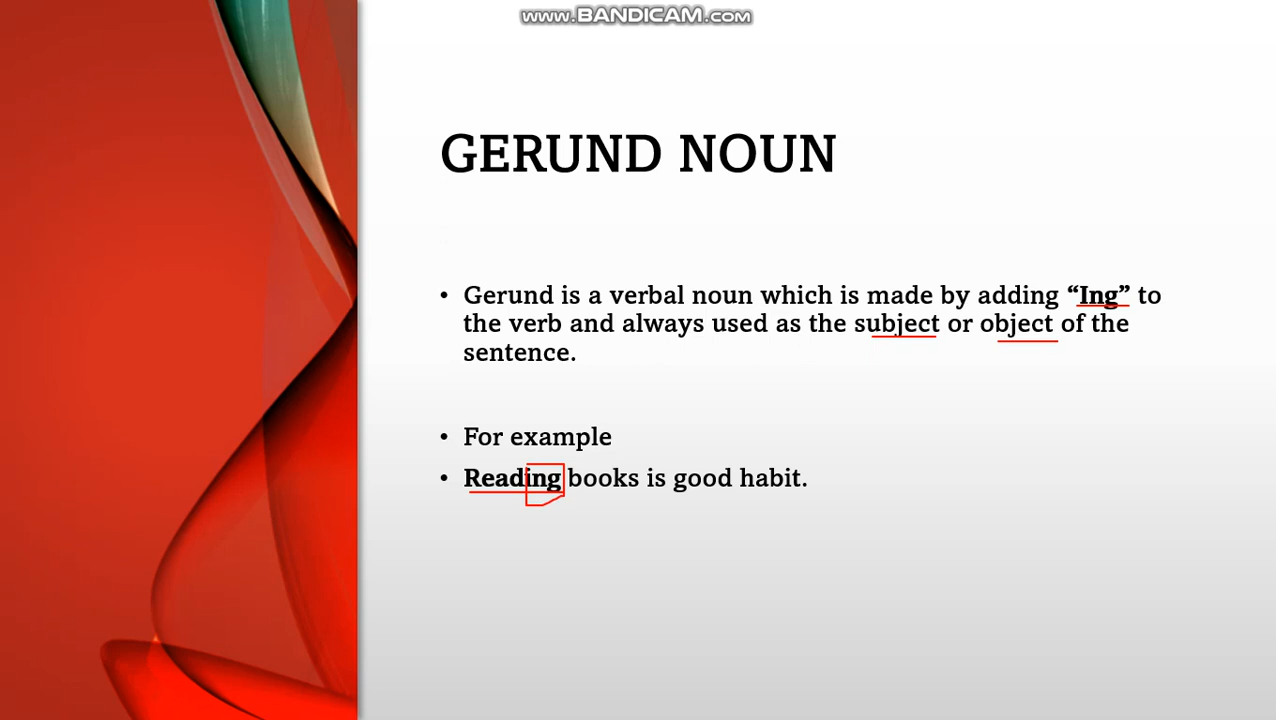 www.BANDICAM.com
GERUND NOUN
• Gerund is a verbal noun which is made by adding “Ing” to
the verb and always used as the subject or object of the
sentence.
• For example
• Reading books is good habit.